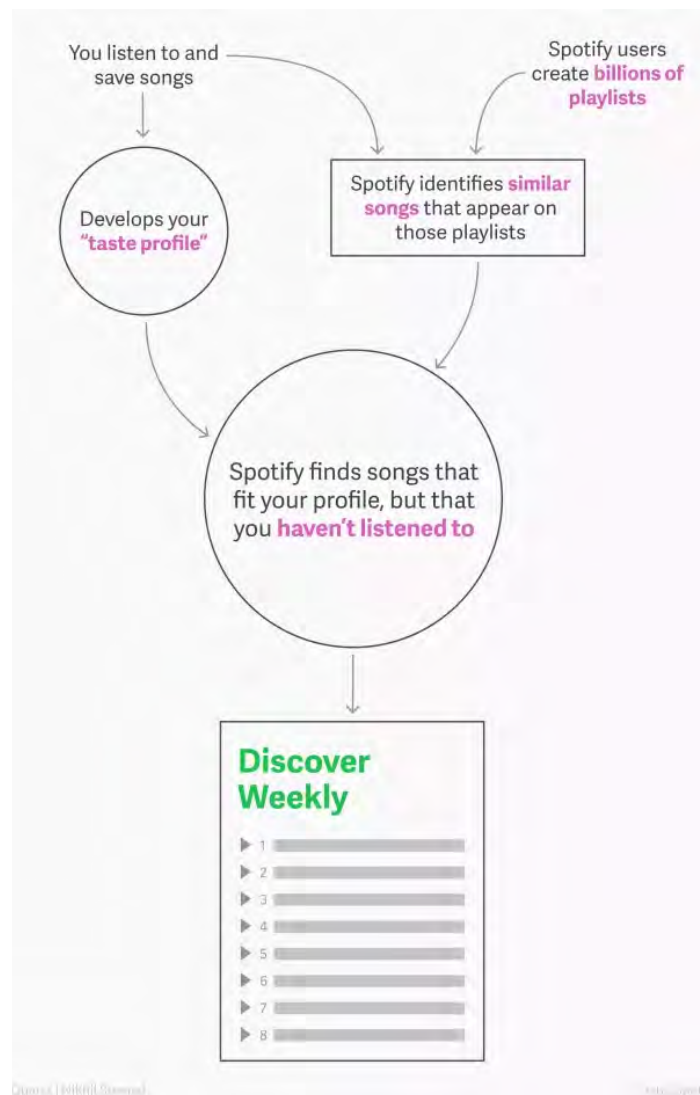 You listen to and
save songs
Spotify users
create billions of
playlists
Develops your
"taste profile"
Spotify identifies similar
songs that appear on
those playlists
Spotify finds songs that
fit your profile, but that
you haven't listened to
Discover
Weekly
1
2
3
4
5
6
7
8